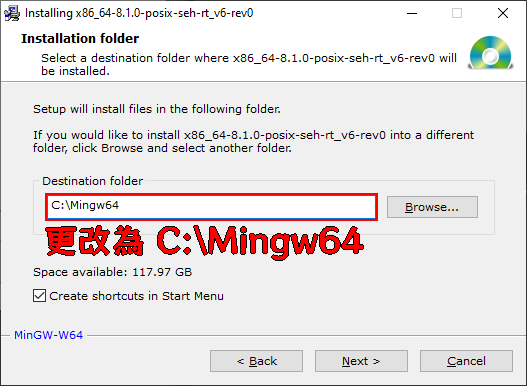 Installing x86_64-8.1.0-posix-seh-rt_v6-rev0
Installation folder
Select a destination folder where x86_64-8.1.0-posix-seh-rt_v6-rev0 will
be installed.
Setup will install files in the following folder.
If you would like to install x86_64-8.1.0-posix-seh-rt_v6-rev0 into a different
folder, click Browse and select another folder.
Destination folder
C:\Mingw64
Browse...
更改為 C:\Mingw64
Space available: 117.97 GB
Create shortcuts in Start Menu
MinGW-W64
< Back
Next >
Cancel